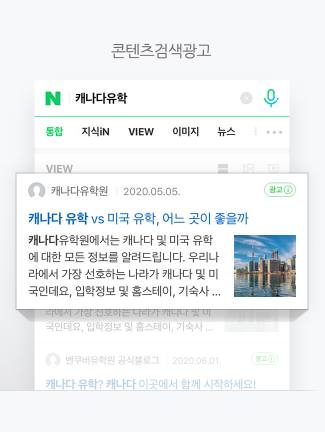 콘텐츠검색광고
N 캐나다유학
통합 지식iN VIEW 이미지 뉴스
VIEW
캐나다유학원 2020.05.05. 광고
캐나다 유학 vs 미국 유학, 어느 곳이 좋을까
캐나다유학원에서는 캐나다 및 미국 유학
에 대한 모든 정보를 알려드립니다. 우리나
라에서 가장 선호하는 나라가 캐나다 및 미
국인데요, 입학정보 및 홈스테이, 기숙사 ...
라에서 가장 선호하는 나라가 캐나다 및 미
국인데요, 입학정보 및 홈스테이, 기숙사 ...
벤쿠버유학원 공식블로그 2020.06.01. 광고
캐나다 유학? 캐나다 이곳에서 함께 시작하세요!